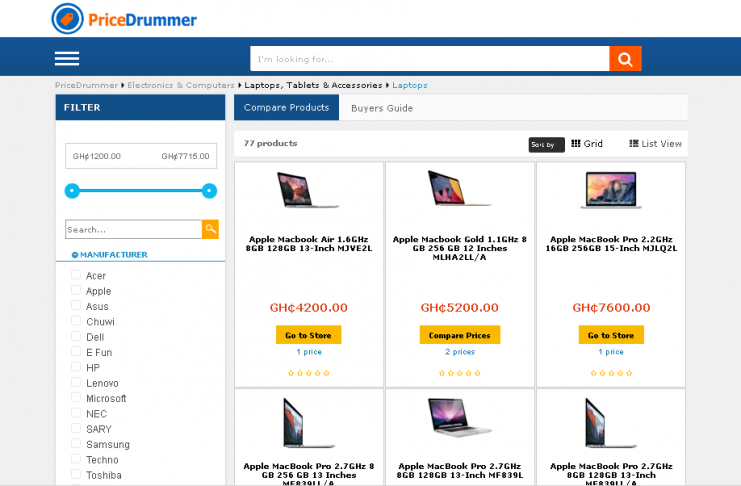 PriceDrummer
I'm looking for...
PriceDrummer Electronics & Computers Laptops, Tablets & Accessories Laptops
FILTER
GH¢1200.00 GH¢7715.00
Search...
MANUFACTURER
Acer
Apple
Asus
Chuwi
Dell
E Fun
HP
Lenovo
Microsoft
NEC
SARY
Samsung
Techno
Toshiba
Compare Products Buyers Guide
77 products Sort by Grid List View
Apple Macbook Air 1.6GHz
8GB 128GB 13-Inch MJVE2L
GH¢4200.00
Go to Store
1 price
Apple Macbook Gold 1.1GHz 8
GB 256 GB 12 Inches
MLHA2LL/A
GH¢5200.00
Compare Prices
2 prices
Apple MacBook Pro 2.2GHz
16GB 256GB 15-Inch MJLQ2L
GH¢7600.00
Go to Store
1 price
Apple MacBook Pro 2.7GHz 8
GB 256 GB 13 Inches
MF839LL/A
Apple MacBook Pro 2.7GHz
8GB 128GB 13-Inch MF839L
Apple MacBook Pro 2.7GHz
8GB 128GB 13-Inch
MF839LL/A